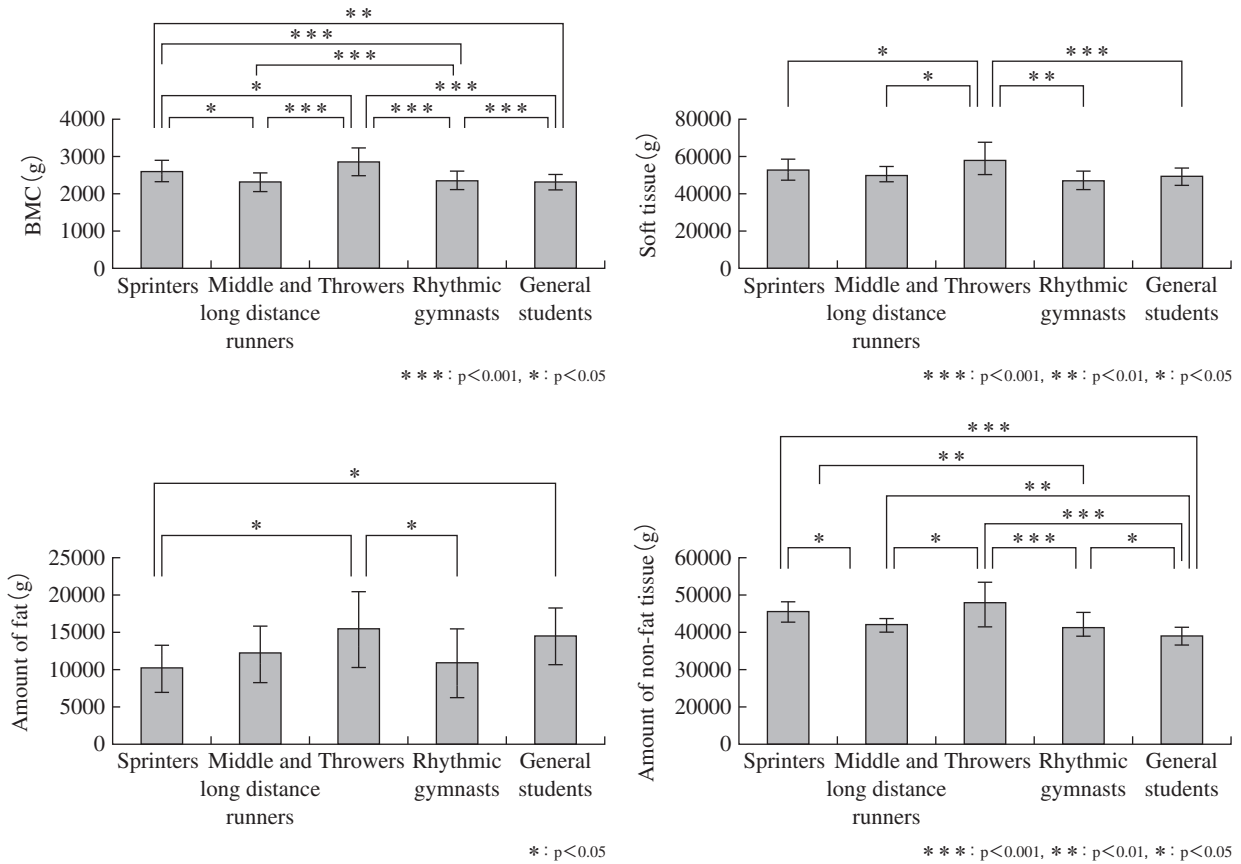 * *
* * *
* * *
* * * *
* * * * * * * * * *
4000
3000
2000
1000
0
BMC (g)
Sprinters Middle and Throwers Rhythmic General
long distance gymnasts students
runners
* * * : p<0.001, * : p<0.05
* * * *
* * *
80000
60000
40000
20000
0
Soft tissue (g)
Sprinters Middle and Throwers Rhythmic General
long distance gymnasts students
runners
* * * : p<0.001, * * : p<0.01, * : p<0.05
*
* *
25000
20000
15000
10000
5000
0
Amount of fat (g)
Sprinters Middle and Throwers Rhythmic General
long distance gymnasts students
runners
* : p<0.05
* * *
* *
* *
* * *
* * * * * *
60000
50000
40000
30000
20000
0
Amount of non-fat tissue (g)
Sprinters Middle and Throwers Rhythmic General
long distance gymnasts students
runners
* * * : p<0.001, * * : p<0.01, * : p<0.05